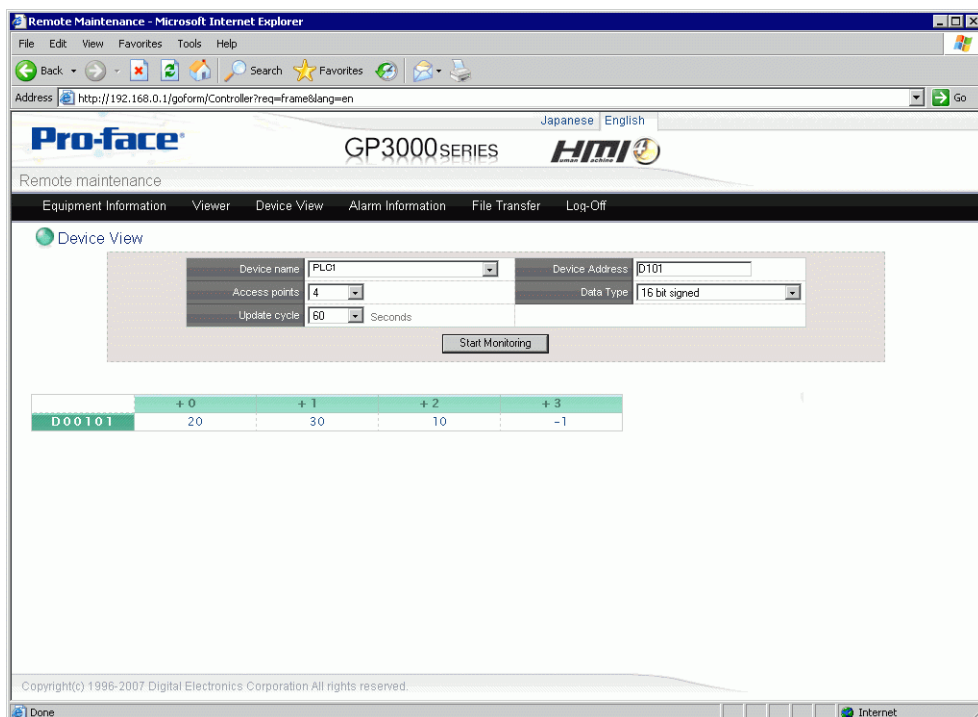 Remote Maintenance - Microsoft Internet Explorer
File Edit View Favorites Tools Help
Back Search Favorites
Address http://192.168.0.1/goform/Controller?req=frame&lang=en Go
Japanese English
Pro-face GP3000 SERIES HMI
Human Machine
Remote maintenance
Equipment Information Viewer Device View Alarm Information File Transfer Log-Off
Device View
Device name PLC1 Device Address D101
Access points 4 Data Type 16 bit signed
Update cycle 60 Seconds
Start Monitoring
+0 +1 +2 +3
D00101 20 30 10 -1
Copyright(c) 1996-2007 Digital Electronics Corporation All rights reserved.
Done Internet